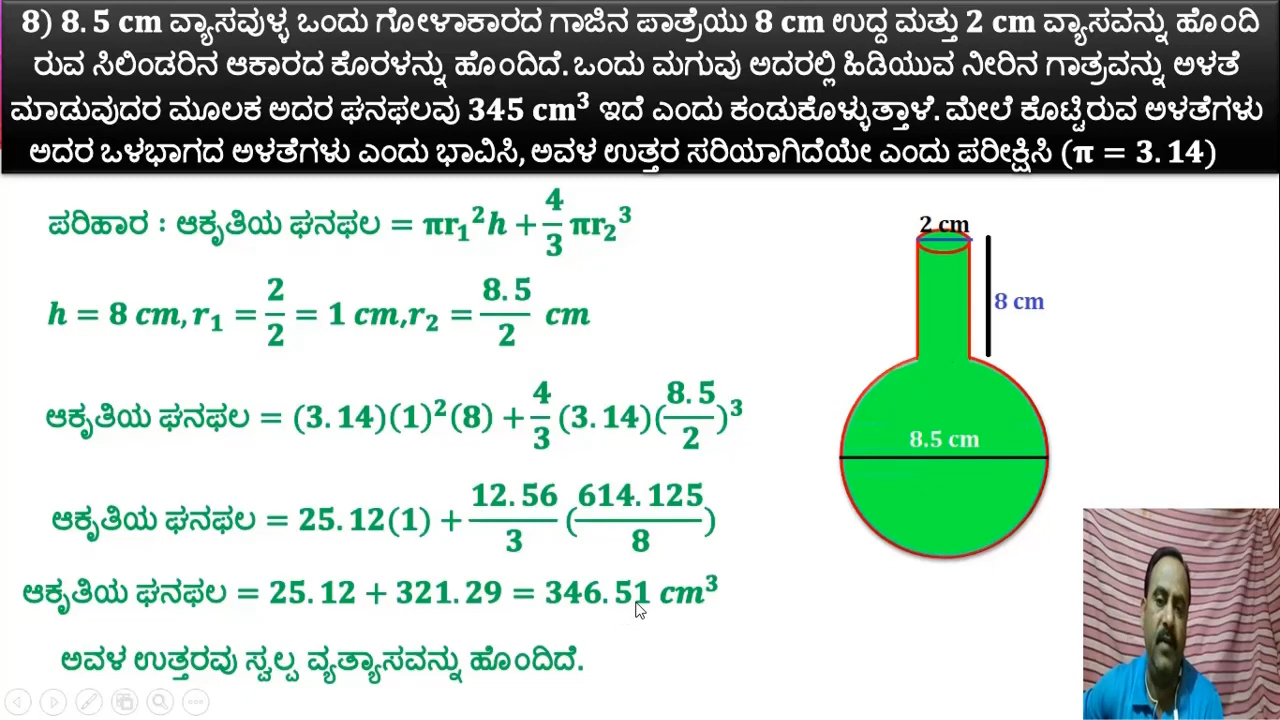 8) 8.5 cm ವ್ಯಾಸವುಳ್ಳ ಒಂದು ಗೋಳಾಕಾರದ ಗಾಜಿನ ಪಾತ್ರೆಯು 8 cm ಉದ್ದ ಮತ್ತು 2 cm ವ್ಯಾಸವನ್ನು ಹೊಂದಿ
ರುವ ಸಿಲಿಂಡರಿನ ಆಕಾರದ ಕೊರಳನ್ನು ಹೊಂದಿದೆ. ಒಂದು ಮಗುವು ಅದರಲ್ಲಿ ಹಿಡಿಯುವ ನೀರಿನ ಗಾತ್ರವನ್ನು ಅಳತೆ
ಮಾಡುವುದರ ಮೂಲಕ ಅದರ ಘನಫಲವು 345 cm³ ಇದೆ ಎಂದು ಕಂಡುಕೊಳ್ಳುತ್ತಾಳೆ. ಮೇಲೆ ಕೊಟ್ಟಿರುವ ಅಳತೆಗಳು
ಅದರ ಒಳಭಾಗದ ಅಳತೆಗಳು ಎಂದು ಭಾವಿಸಿ, ಅವಳ ಉತ್ತರ ಸರಿಯಾಗಿದೆಯೇ ಎಂದು ಪರೀಕ್ಷಿಸಿ (π = 3.14)
ಪರಿಹಾರ : ಆಕೃತಿಯ ಘನಫಲ = πr₁²h + 4/3 πr₂³
h = 8 cm, r₁ = 2/2 = 1 cm, r₂ = 8.5/2 cm
ಆಕೃತಿಯ ಘನಫಲ = (3.14)(1)²(8) + 4/3 (3.14)(8.5/2)³
ಆಕೃತಿಯ ಘನಫಲ = 25.12(1) + 12.56/3 (614.125/8)
ಆಕೃತಿಯ ಘನಫಲ = 25.12 + 321.29 = 346.51 cm³
ಅವಳ ಉತ್ತರವು ಸ್ವಲ್ಪ ವ್ಯತ್ಯಾಸವನ್ನು ಹೊಂದಿದೆ.
2 cm
8 cm
8.5 cm